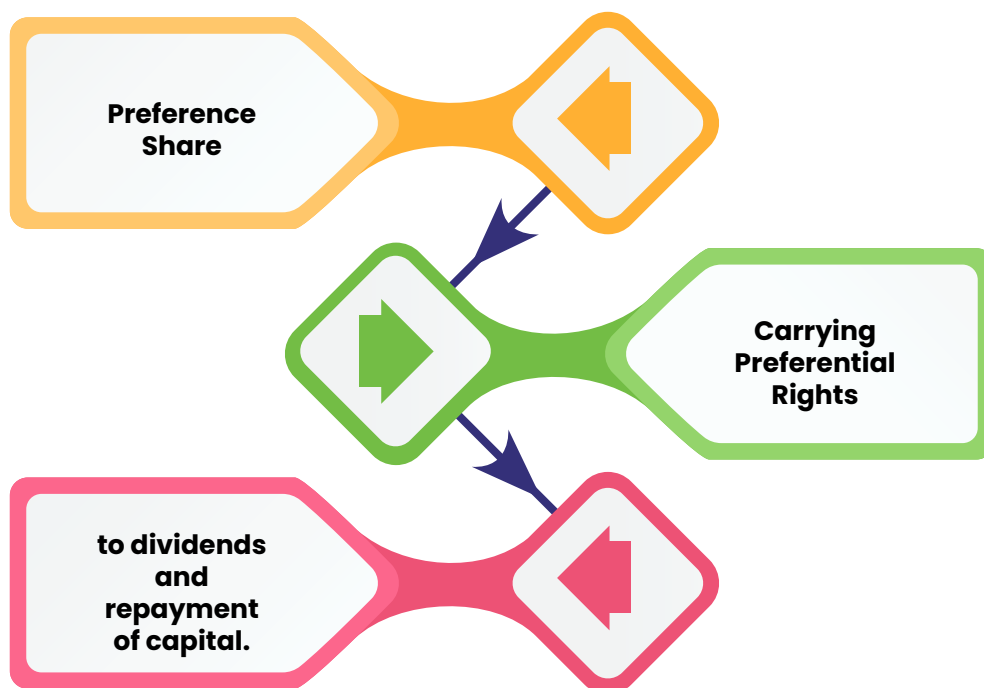 Preference
Share
Carrying
Preferential
Rights
to dividends
and
repayment
of capital.